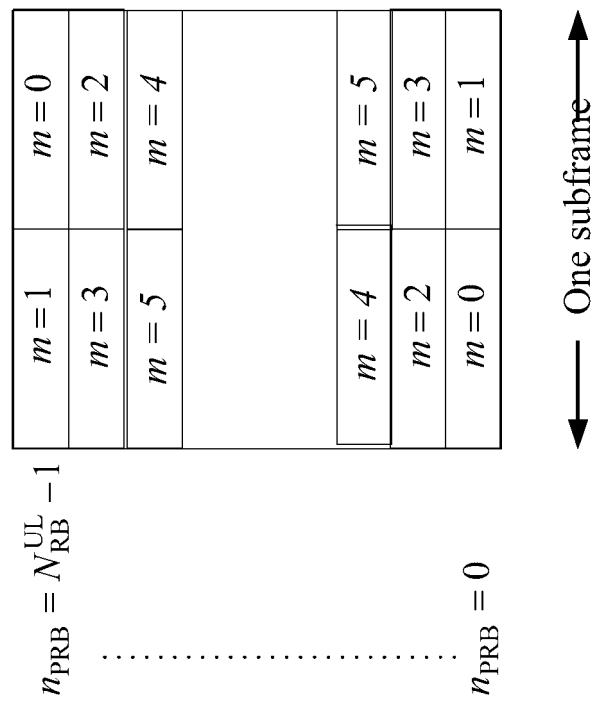 n_PRB = N_RB^UL − 1 m = 1 m = 0
m = 3 m = 2
m = 5 m = 4
m = 4 m = 5
m = 2 m = 3
n_PRB = 0 m = 0 m = 1
One subframe